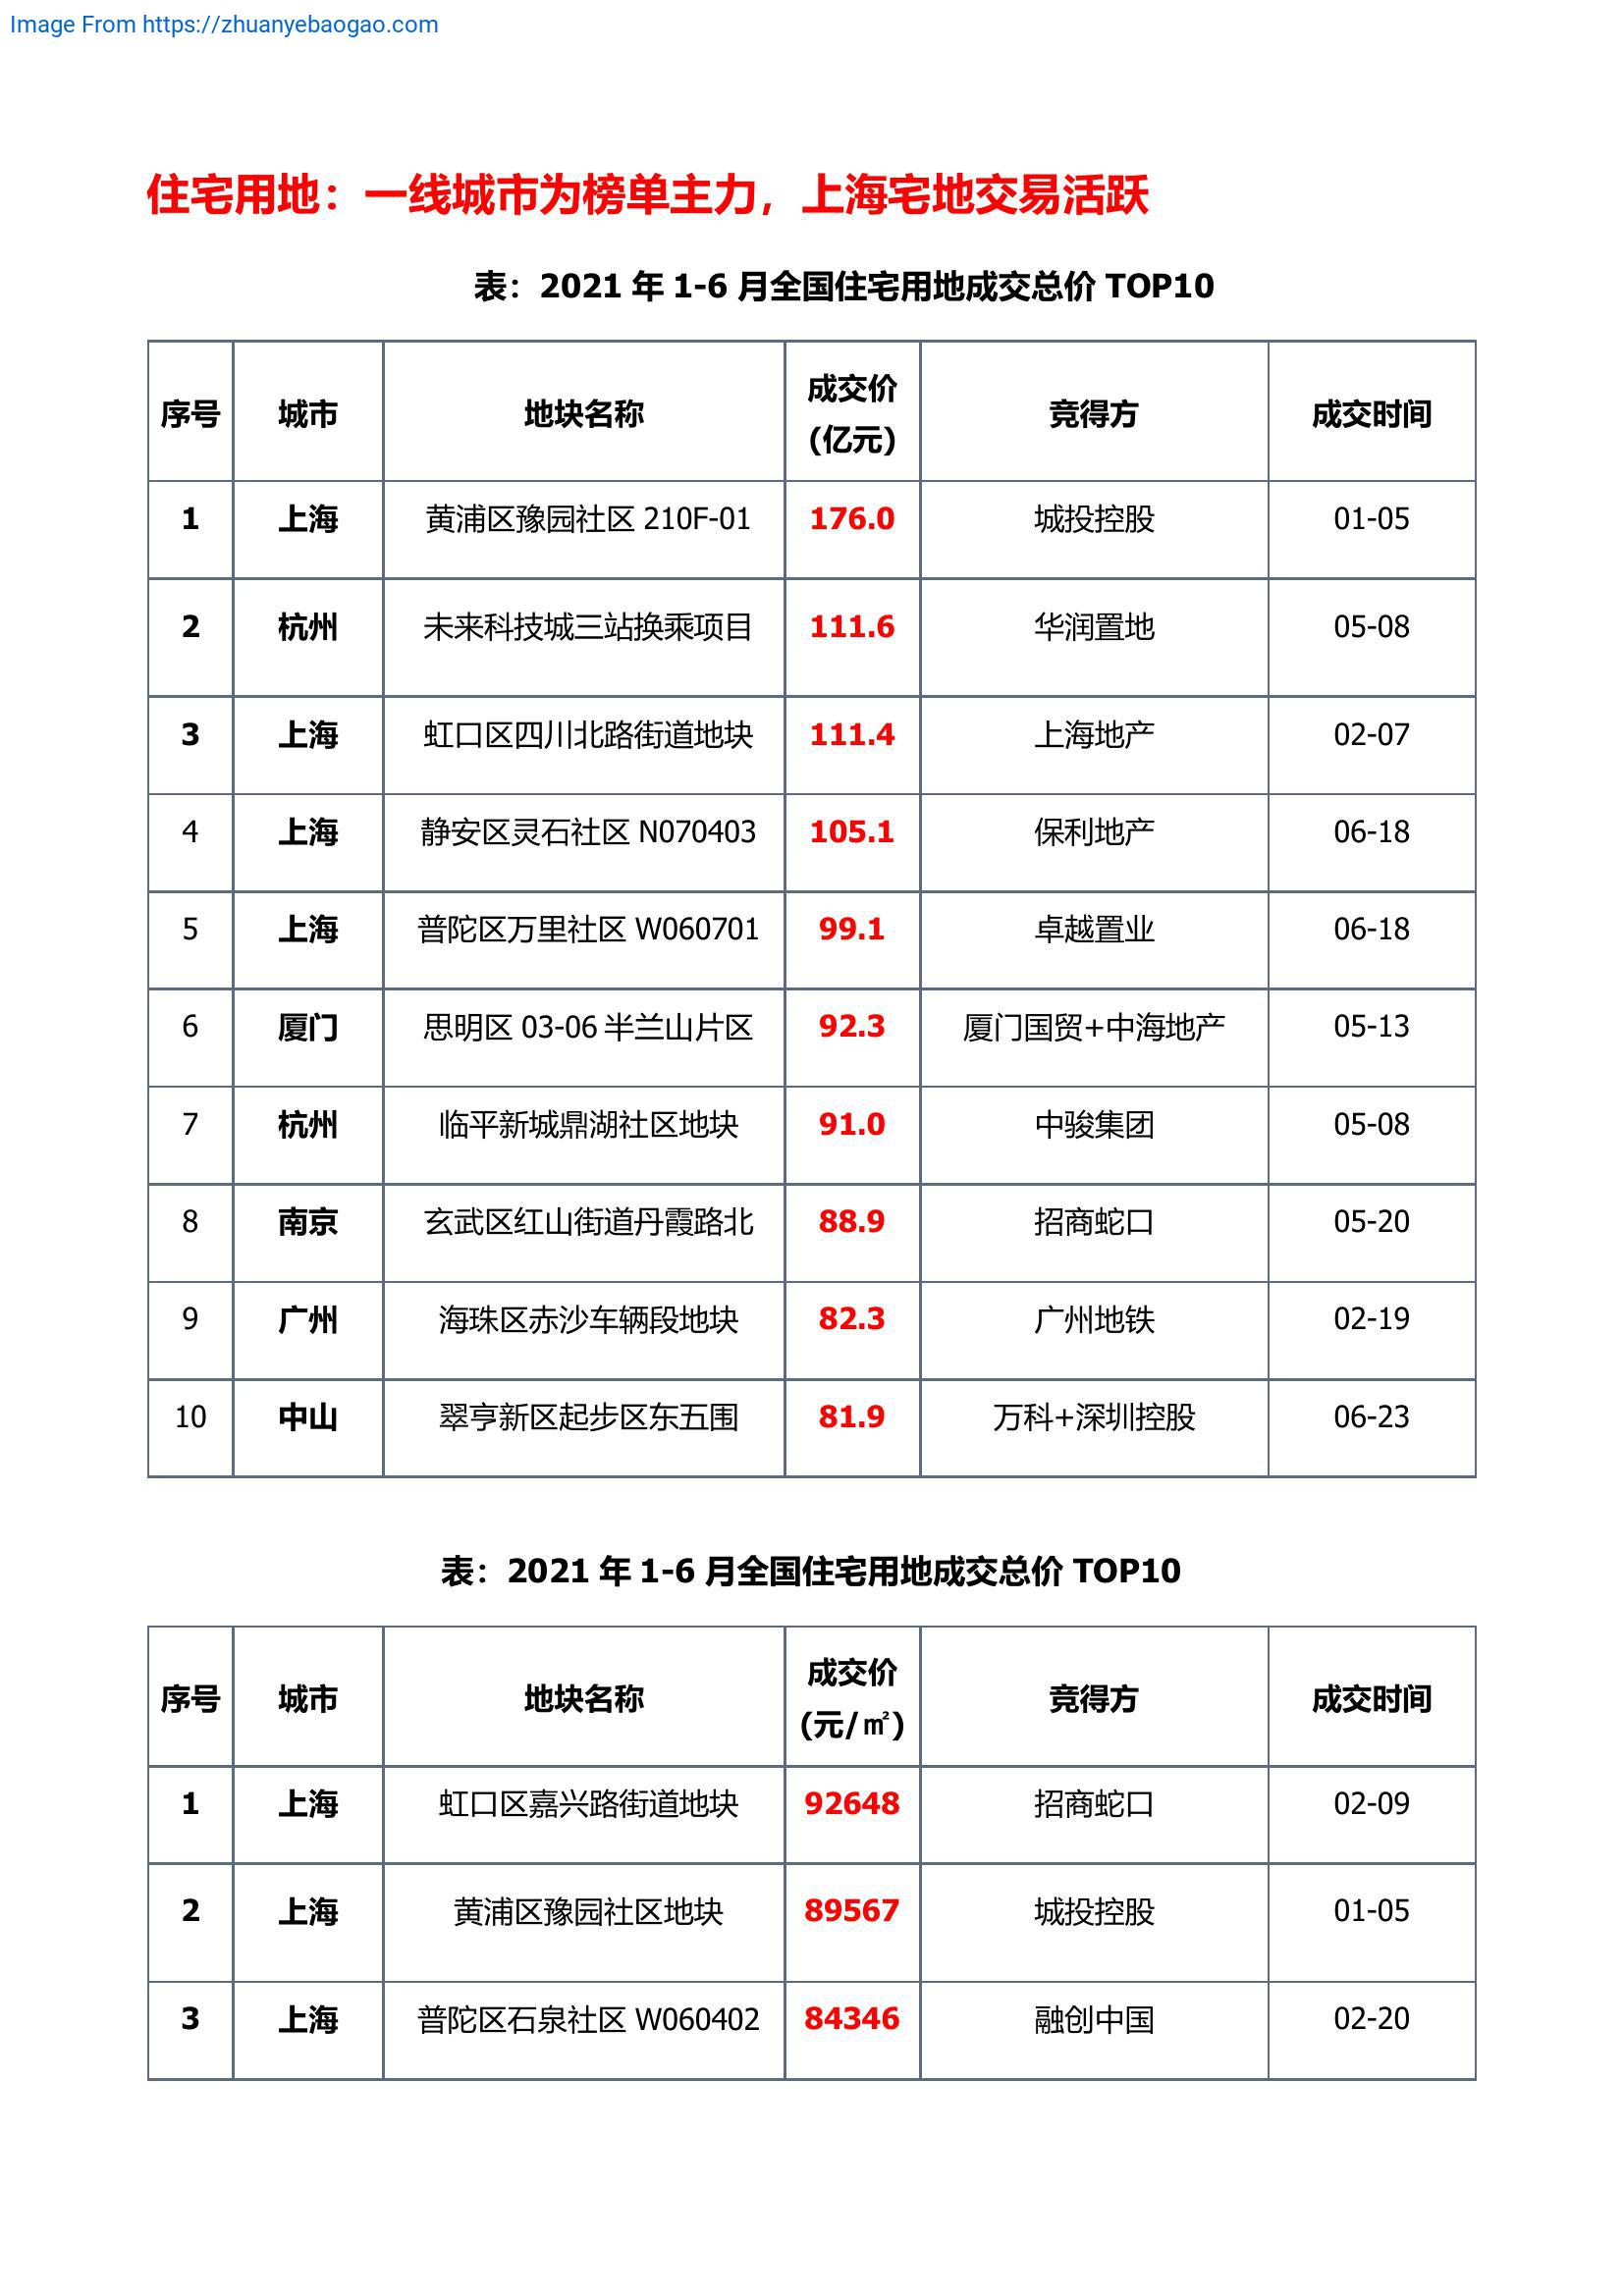 Image From https://zhuanyebaogao.com
住宅用地：一线城市为榜单主力，上海宅地交易活跃
表：2021 年 1-6 月全国住宅用地成交总价 TOP10
序号 城市 地块名称 成交价 (亿元) 竞得方 成交时间
1 上海 黄浦区豫园社区 210F-01 176.0 城投控股 01-05
2 杭州 未来科技城三站换乘项目 111.6 华润置地 05-08
3 上海 虹口区四川北路街道地块 111.4 上海地产 02-07
4 上海 静安区灵石社区 N070403 105.1 保利地产 06-18
5 上海 普陀区万里社区 W060701 99.1 卓越置业 06-18
6 厦门 思明区 03-06 半兰山片区 92.3 厦门国贸+中海地产 05-13
7 杭州 临平新城鼎湖社区地块 91.0 中骏集团 05-08
8 南京 玄武区红山街道丹霞路北 88.9 招商蛇口 05-20
9 广州 海珠区赤沙车辆段地块 82.3 广州地铁 02-19
10 中山 翠亨新区起步区东五围 81.9 万科+深圳控股 06-23
表：2021 年 1-6 月全国住宅用地成交总价 TOP10
序号 城市 地块名称 成交价 (元/㎡) 竞得方 成交时间
1 上海 虹口区嘉兴路街道地块 92648 招商蛇口 02-09
2 上海 黄浦区豫园社区地块 89567 城投控股 01-05
3 上海 普陀区石泉社区 W060402 84346 融创中国 02-20